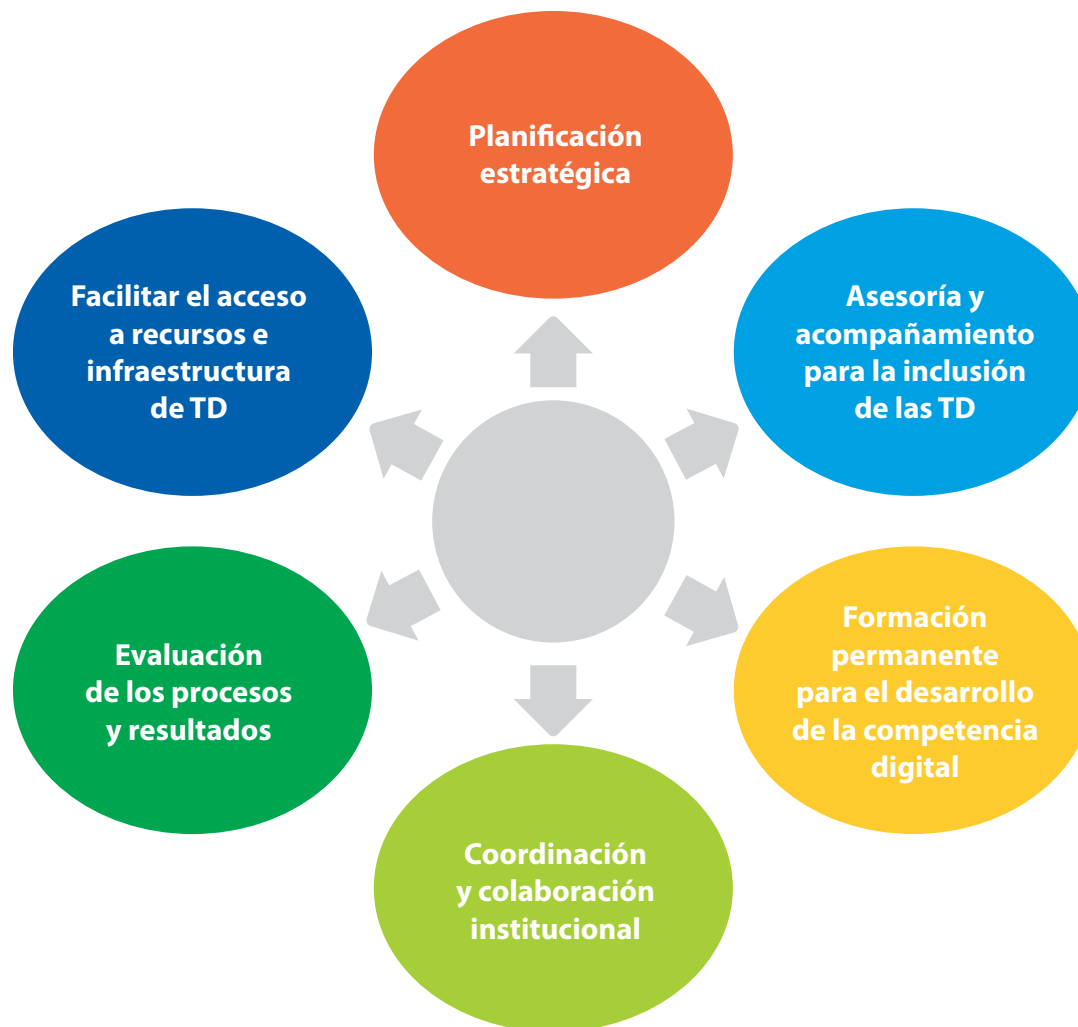 Planificación
estratégica
Asesoría y
acompañamiento
para la inclusión
de las TD
Formación
permanente
para el desarrollo
de la competencia
digital
Coordinación
y colaboración
institucional
Evaluación
de los procesos
y resultados
Facilitar el acceso
a recursos e
infraestructura
de TD